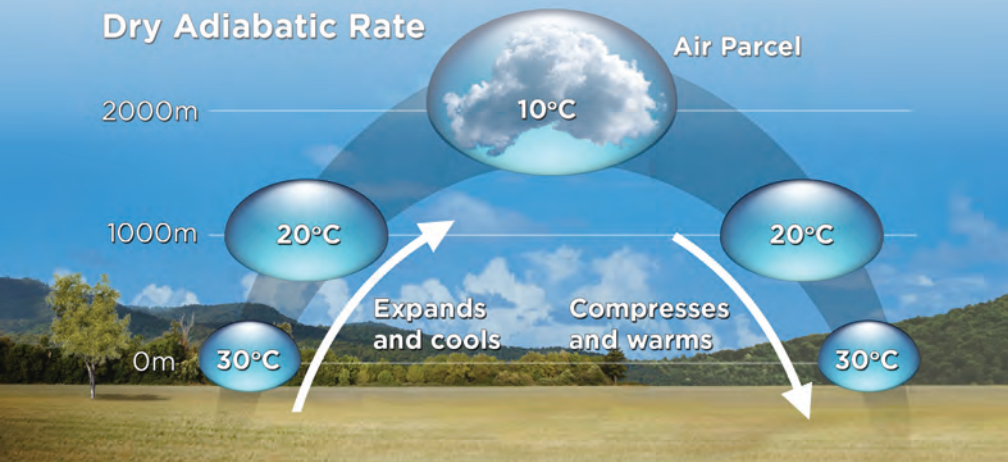 Dry Adiabatic Rate
Air Parcel
2000m
10°C
1000m
20°C
20°C
Expands
and cools
Compresses
and warms
0m
30°C
30°C